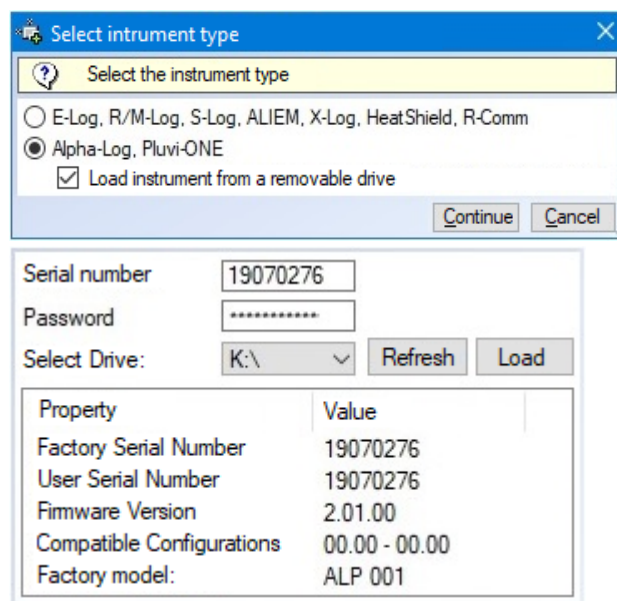 Select intrument type
Select the instrument type
E-Log, R/M-Log, S-Log, ALIEM, X-Log, HeatShield, R-Comm
Alpha-Log, Pluvi-ONE
Load instrument from a removable drive
Continue Cancel
Serial number 19070276
Password ***********
Select Drive: K:\ Refresh Load
Property Value
Factory Serial Number 19070276
User Serial Number 19070276
Firmware Version 2.01.00
Compatible Configurations 00.00 - 00.00
Factory model: ALP 001